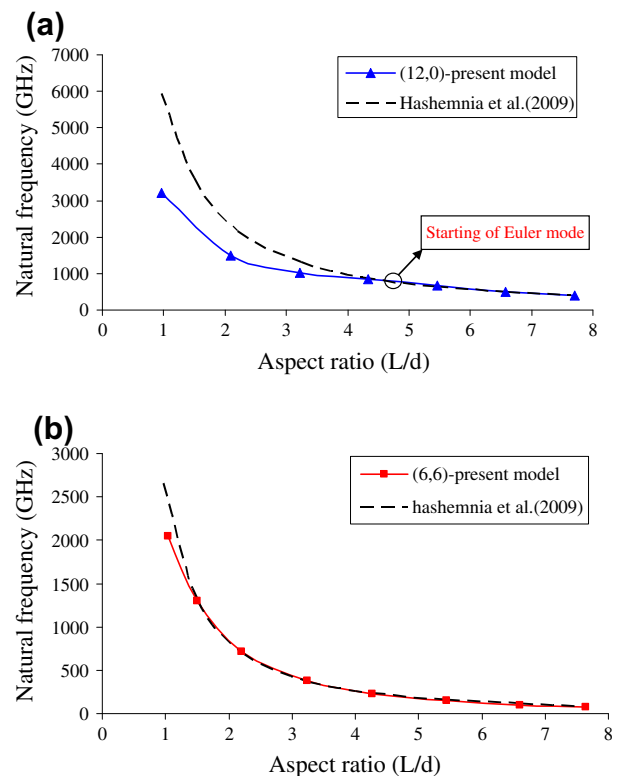 (a)
7000
6000
5000
4000
3000
2000
1000
0
Natural frequency (GHz)
(12,0)-present model
Hashemnia et al.(2009)
Starting of Euler mode
0 1 2 3 4 5 6 7 8
Aspect ratio (L/d)
(b)
3000
2500
2000
1500
1000
500
0
Natural frequency (GHz)
(6,6)-present model
hashemnia et al.(2009)
0 1 2 3 4 5 6 7 8
Aspect ratio (L/d)